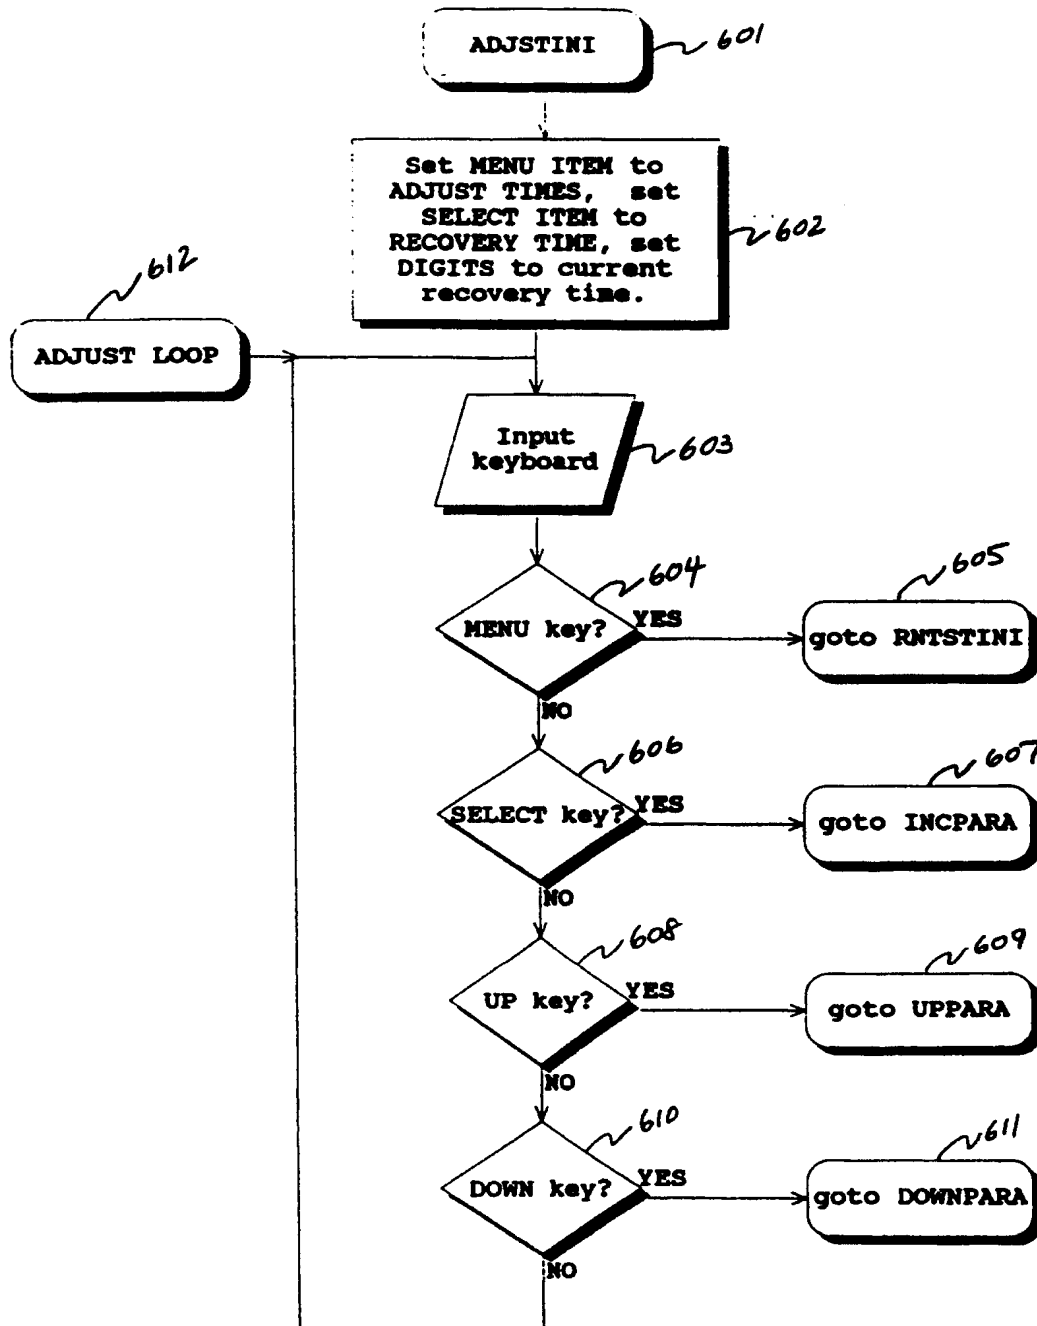 ADJSTINI
601
Set MENU ITEM to
ADJUST TIMES, set
SELECT ITEM to
RECOVERY TIME, set
DIGITS to current
recovery time.
602
612
ADJUST LOOP
Input
keyboard
603
604
MENU key?
YES
605
goto RNTSTINI
NO
606
SELECT key?
YES
607
goto INCPARA
NO
608
UP key?
YES
609
goto UPPARA
NO
610
DOWN key?
YES
611
goto DOWNPARA
NO